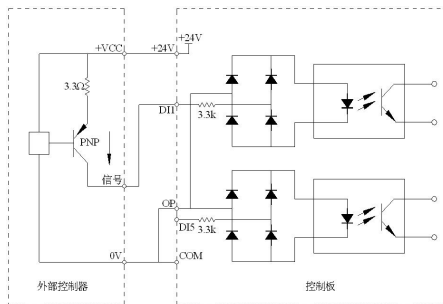 +24V
+VCC
+24V
3.3Ω
DI1
3.3k
PNP
信号
OP
DI5
3.3k
0V
COM
外部控制器
控制板